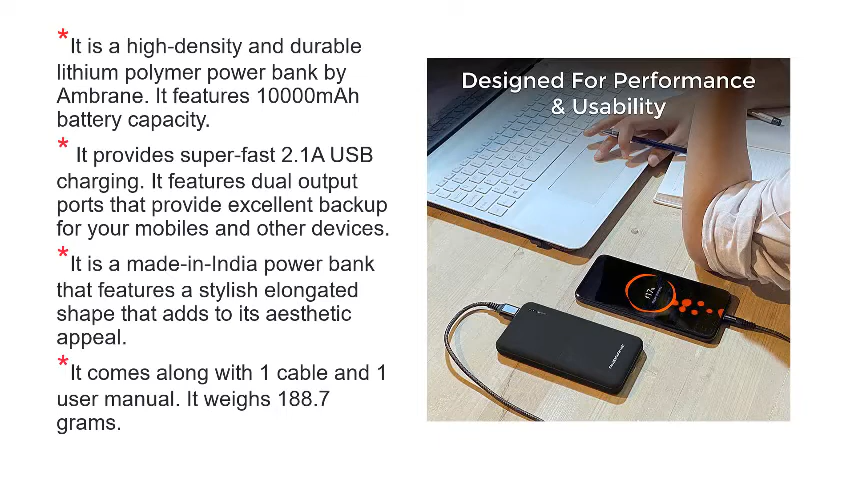 *It is a high-density and durable
lithium polymer power bank by
Ambrane. It features 10000mAh
battery capacity.
* It provides super-fast 2.1A USB
charging. It features dual output
ports that provide excellent backup
for your mobiles and other devices.
*It is a made-in-India power bank
that features a stylish elongated
shape that adds to its aesthetic
appeal.
*It comes along with 1 cable and 1
user manual. It weighs 188.7
grams.
Designed For Performance
& Usability